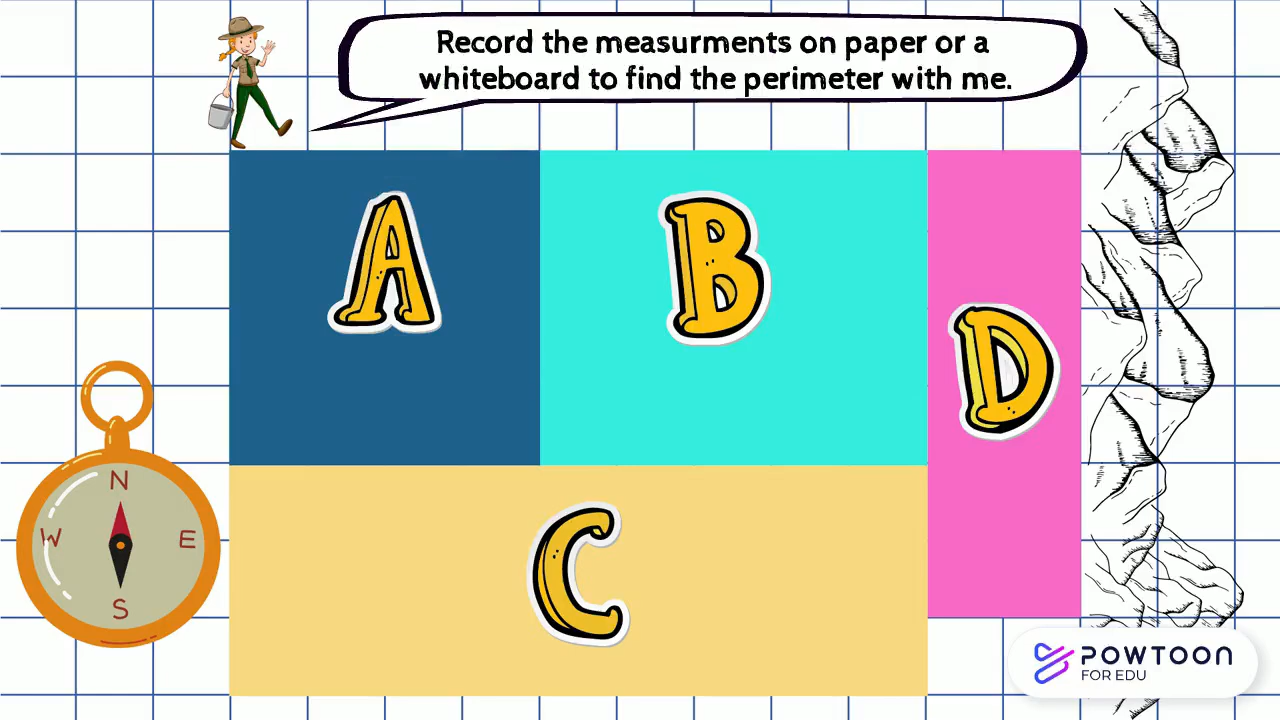 Record the measurments on paper or a
whiteboard to find the perimeter with me.
A
B
D
C
N
W
E
S
POWTOON
FOR EDU